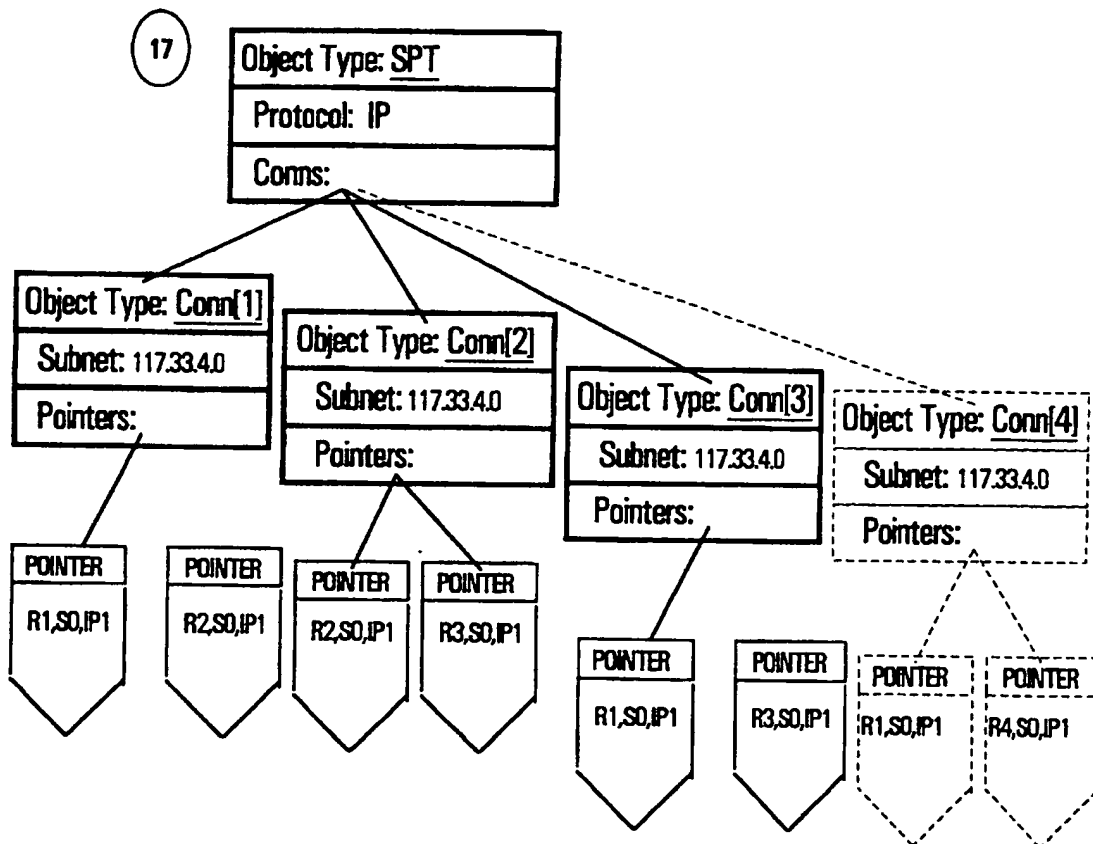 17
Object Type: SPT
Protocol: IP
Conns:
Object Type: Conn[1]
Subnet: 117.33.4.0
Pointers:
Object Type: Conn[2]
Subnet: 117.33.4.0
Pointers:
Object Type: Conn[3]
Subnet: 117.33.4.0
Pointers:
Object Type: Conn[4]
Subnet: 117.33.4.0
Pointers:
POINTER
R1,S0,IP1
POINTER
R2,S0,IP1
POINTER
R2,S0,IP1
POINTER
R3,S0,IP1
POINTER
R1,S0,IP1
POINTER
R3,S0,IP1
POINTER
R1,S0,IP1
POINTER
R4,S0,IP1